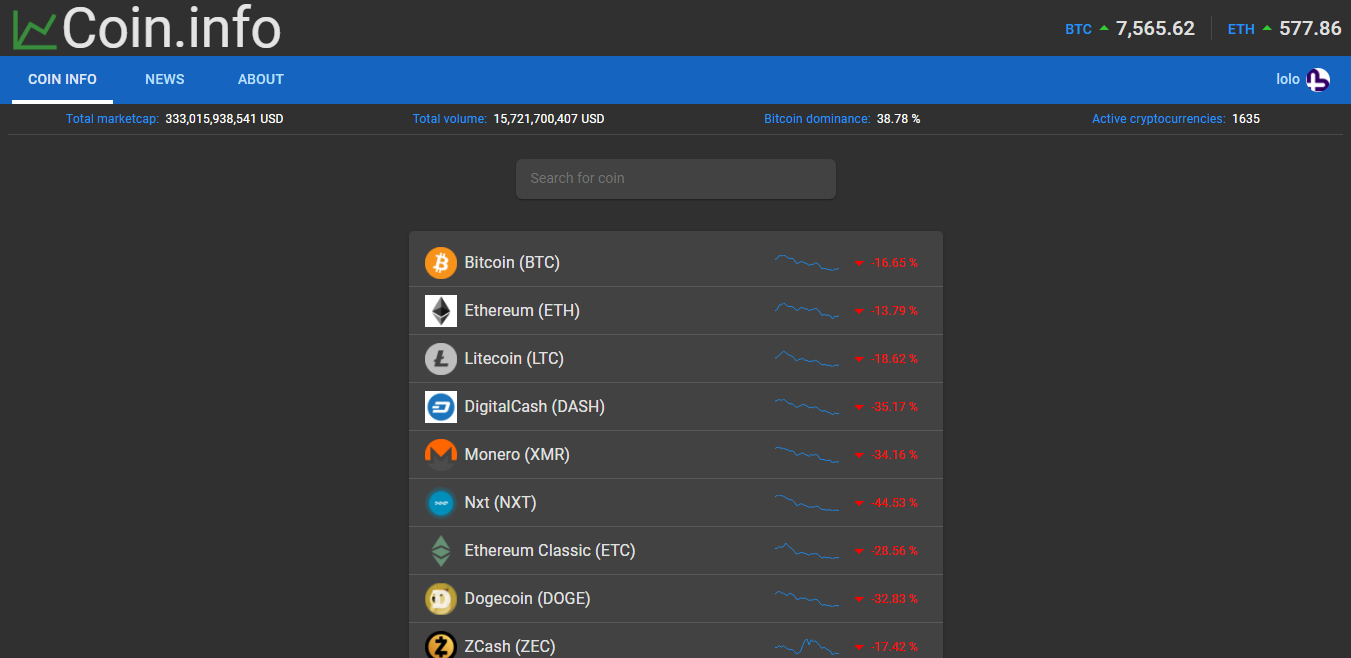 Coin.info
BTC 7,565.62 ETH 577.86
COIN INFO NEWS ABOUT lolo
Total marketcap: 333,015,938,541 USD Total volume: 15,721,700,407 USD Bitcoin dominance: 38.78 % Active cryptocurrencies: 1635
Search for coin
Bitcoin (BTC) -16.65 %
Ethereum (ETH) -13.79 %
Litecoin (LTC) -18.62 %
DigitalCash (DASH) -35.17 %
Monero (XMR) -34.16 %
Nxt (NXT) -44.53 %
Ethereum Classic (ETC) -28.56 %
Dogecoin (DOGE) -32.83 %
ZCash (ZEC) -17.42 %